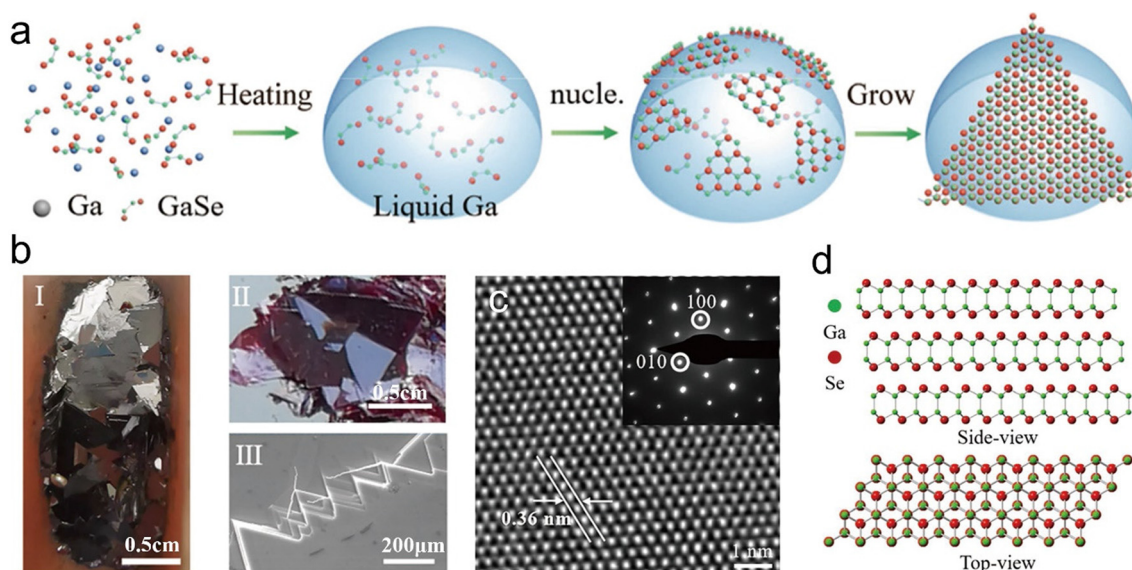 a
Heating
nucle.
Grow
Ga
GaSe
Liquid Ga
b
I
0.5cm
II
0.5cm
III
200μm
c
100
010
0.36 nm
1 nm
d
Ga
Se
Side-view
Top-view